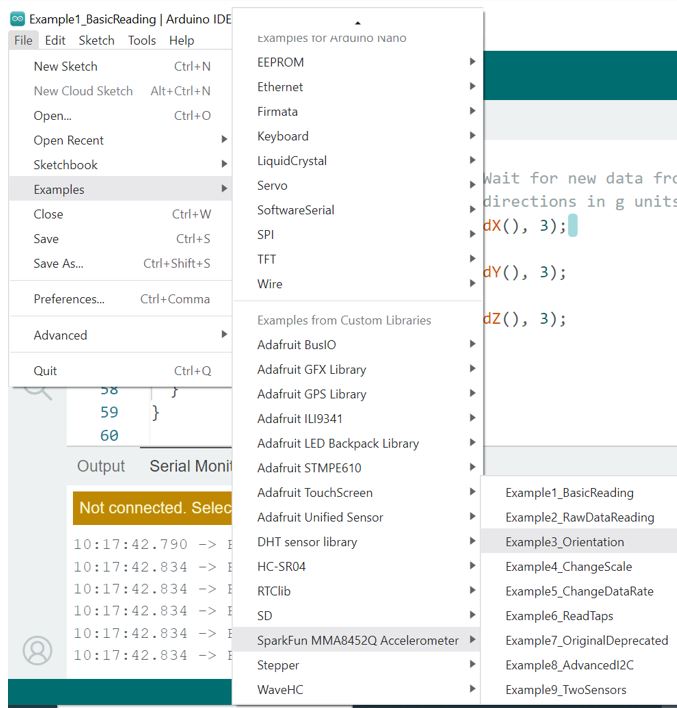 Example1_BasicReading | Arduino IDE
File Edit Sketch Tools Help
New Sketch Ctrl+N
New Cloud Sketch Alt+Ctrl+N
Open... Ctrl+O
Open Recent
Sketchbook
Examples
Close Ctrl+W
Save Ctrl+S
Save As... Ctrl+Shift+S
Preferences... Ctrl+Comma
Advanced
Quit Ctrl+Q
Examples for Arduino Nano
EEPROM
Ethernet
Firmata
Keyboard
LiquidCrystal
Servo
SoftwareSerial
SPI
TFT
Wire
Examples from Custom Libraries
Adafruit BusIO
Adafruit GFX Library
Adafruit GPS Library
Adafruit ILI9341
Adafruit LED Backpack Library
Adafruit STMPE610
Adafruit TouchScreen
Adafruit Unified Sensor
DHT sensor library
HC-SR04
RTClib
SD
SparkFun MMA8452Q Accelerometer
Stepper
WaveHC
Example1_BasicReading
Example2_RawDataReading
Example3_Orientation
Example4_ChangeScale
Example5_ChangeDataRate
Example6_ReadTaps
Example7_OriginalDeprecated
Example8_AdvancedI2C
Example9_TwoSensors
Wait for new data fro
directions in g units
dX(), 3);
dY(), 3);
dZ(), 3);
58 }
59 }
60
Output Serial Monit
Not connected. Selec
10:17:42.790 ->
10:17:42.834 ->
10:17:42.834 ->
10:17:42.834 ->
10:17:42.834 ->
10:17:42.834 ->